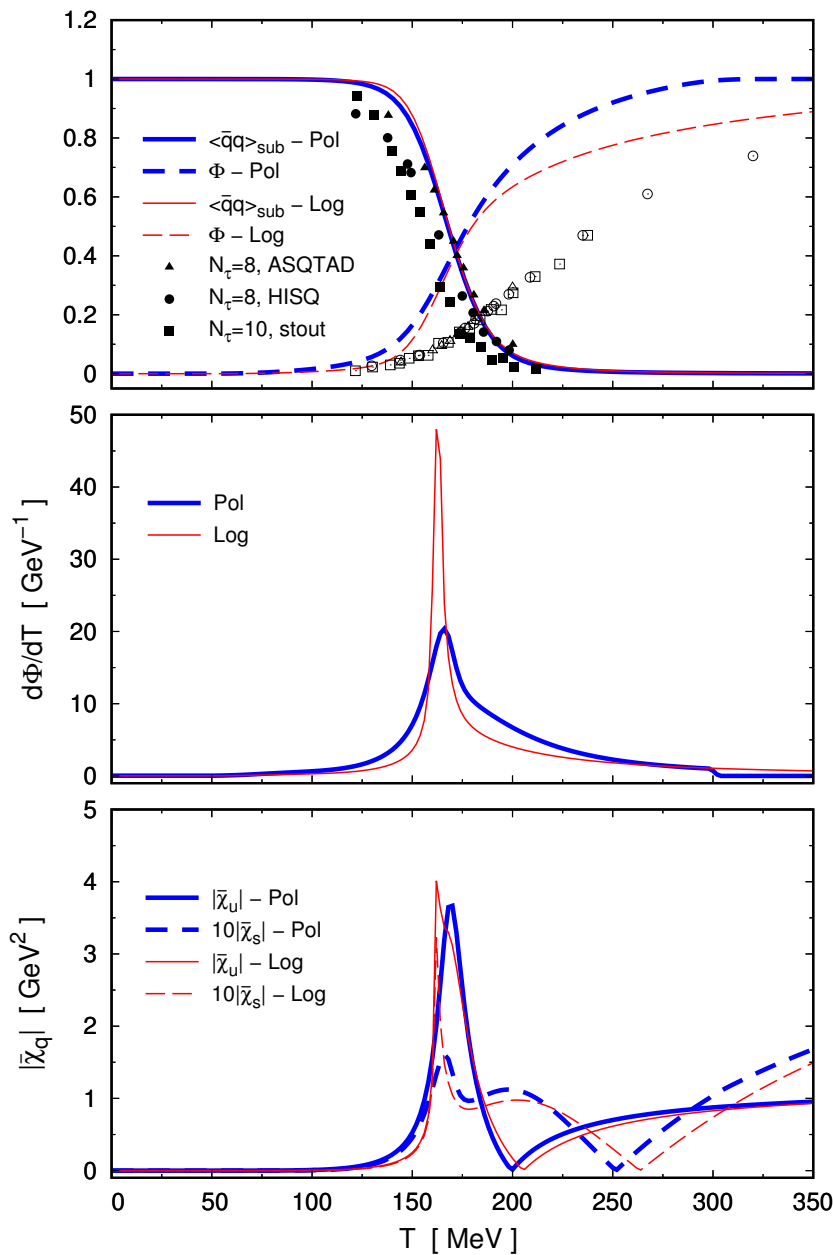 1
0.8
0.6
0.4
0.2
0
<q̄q>sub – Pol
Φ – Pol
<q̄q>sub – Log
Φ – Log
Nτ=8, ASQTAD
Nτ=8, HISQ
Nτ=10, stout
50
40
30
20
10
0
dΦ/dT [ GeV⁻¹ ]
Pol
Log
5
4
3
2
1
0
|χ̄q| [ GeV² ]
|χ̄u| – Pol
10|χ̄s| – Pol
|χ̄u| – Log
10|χ̄s| – Log
0 50 100 150 200 250 300 350
T [ MeV ]